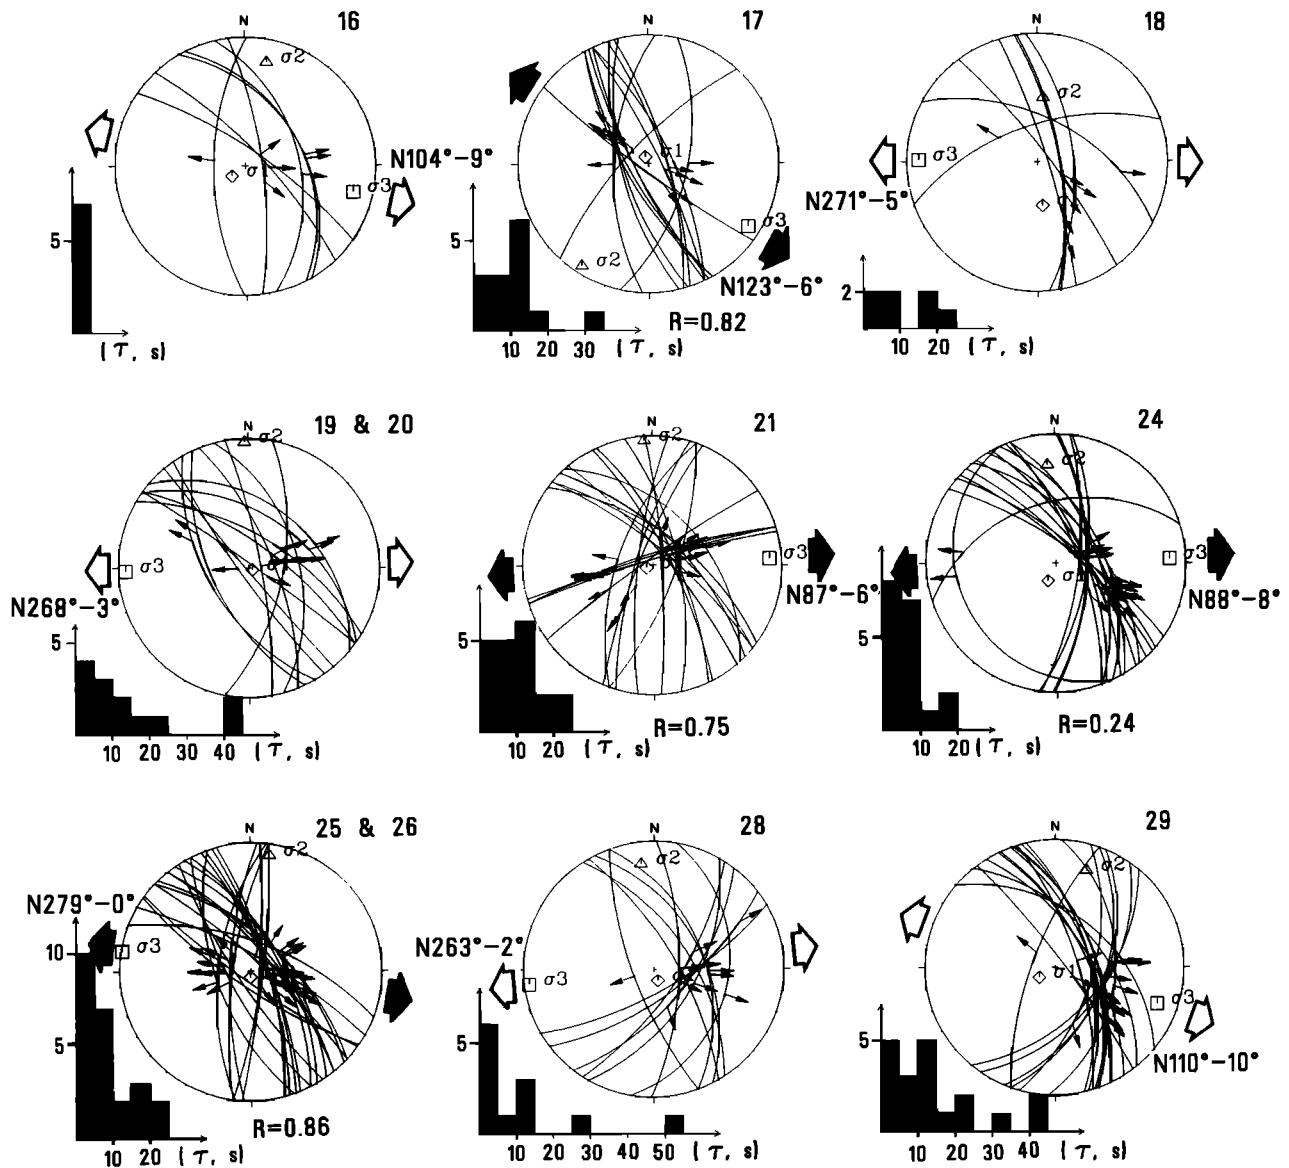 16
N
σ2
σ
σ3
N104°-9°
5
(τ, s)
17
N
σ1
σ3
σ2
N123°-6°
5
R=0.82
10 20 30 (τ, s)
18
N
σ2
σ3
N271°-5°
σ
2
10 20 (τ, s)
19 & 20
N
σ2
σ3
σ
N268°-3°
5
10 20 30 40 (τ, s)
21
N
σ2
σ3
N87°-6°
5
R=0.75
10 20 (τ, s)
24
N
σ2
σ3
σ1
N88°-8°
5
R=0.24
10 20 (τ, s)
25 & 26
N
σ2
N279°-0°
σ3
10
5
R=0.86
10 20 (τ, s)
28
N
σ2
N263°-2°
σ3
σ
5
10 20 30 40 50 (τ, s)
29
N
σ2
σ1
σ3
5
N110°-10°
10 20 30 40 (τ, s)